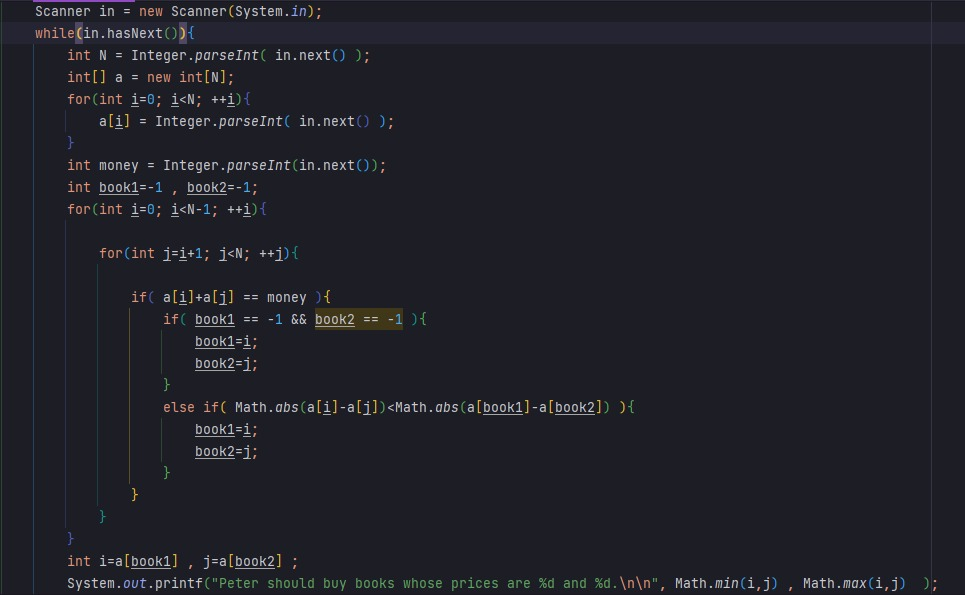 Scanner in = new Scanner(System.in);
while(in.hasNext()){
int N = Integer.parseInt( in.next() );
int[] a = new int[N];
for(int i=0; i<N; ++i){
a[i] = Integer.parseInt( in.next() );
}
int money = Integer.parseInt(in.next());
int book1=-1 , book2=-1;
for(int i=0; i<N-1; ++i){
for(int j=i+1; j<N; ++j){
if( a[i]+a[j] == money ){
if( book1 == -1 && book2 == -1 ){
book1=i;
book2=j;
}
else if( Math.abs(a[i]-a[j])<Math.abs(a[book1]-a[book2]) ){
book1=i;
book2=j;
}
}
}
}
int i=a[book1] , j=a[book2] ;
System.out.printf("Peter should buy books whose prices are %d and %d.\n\n", Math.min(i,j) , Math.max(i,j)  );